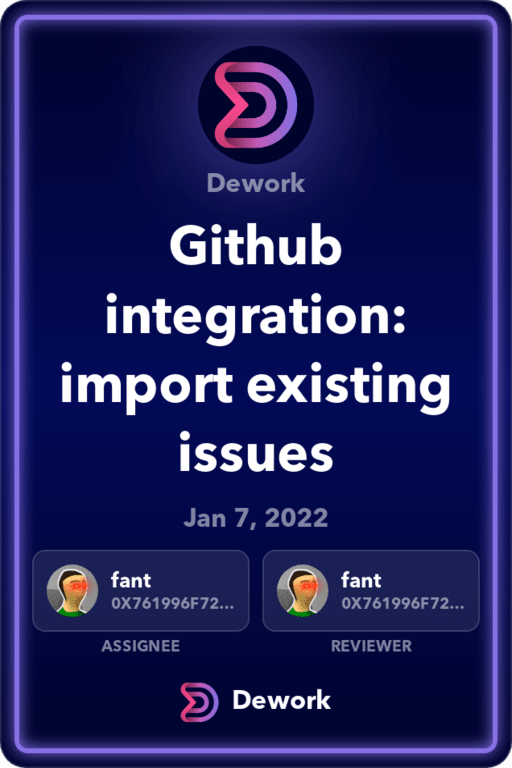 Dework
Github
integration:
import existing
issues
Jan 7, 2022
fant
0X761996F72...
fant
0X761996F72...
ASSIGNEE
REVIEWER
Dework